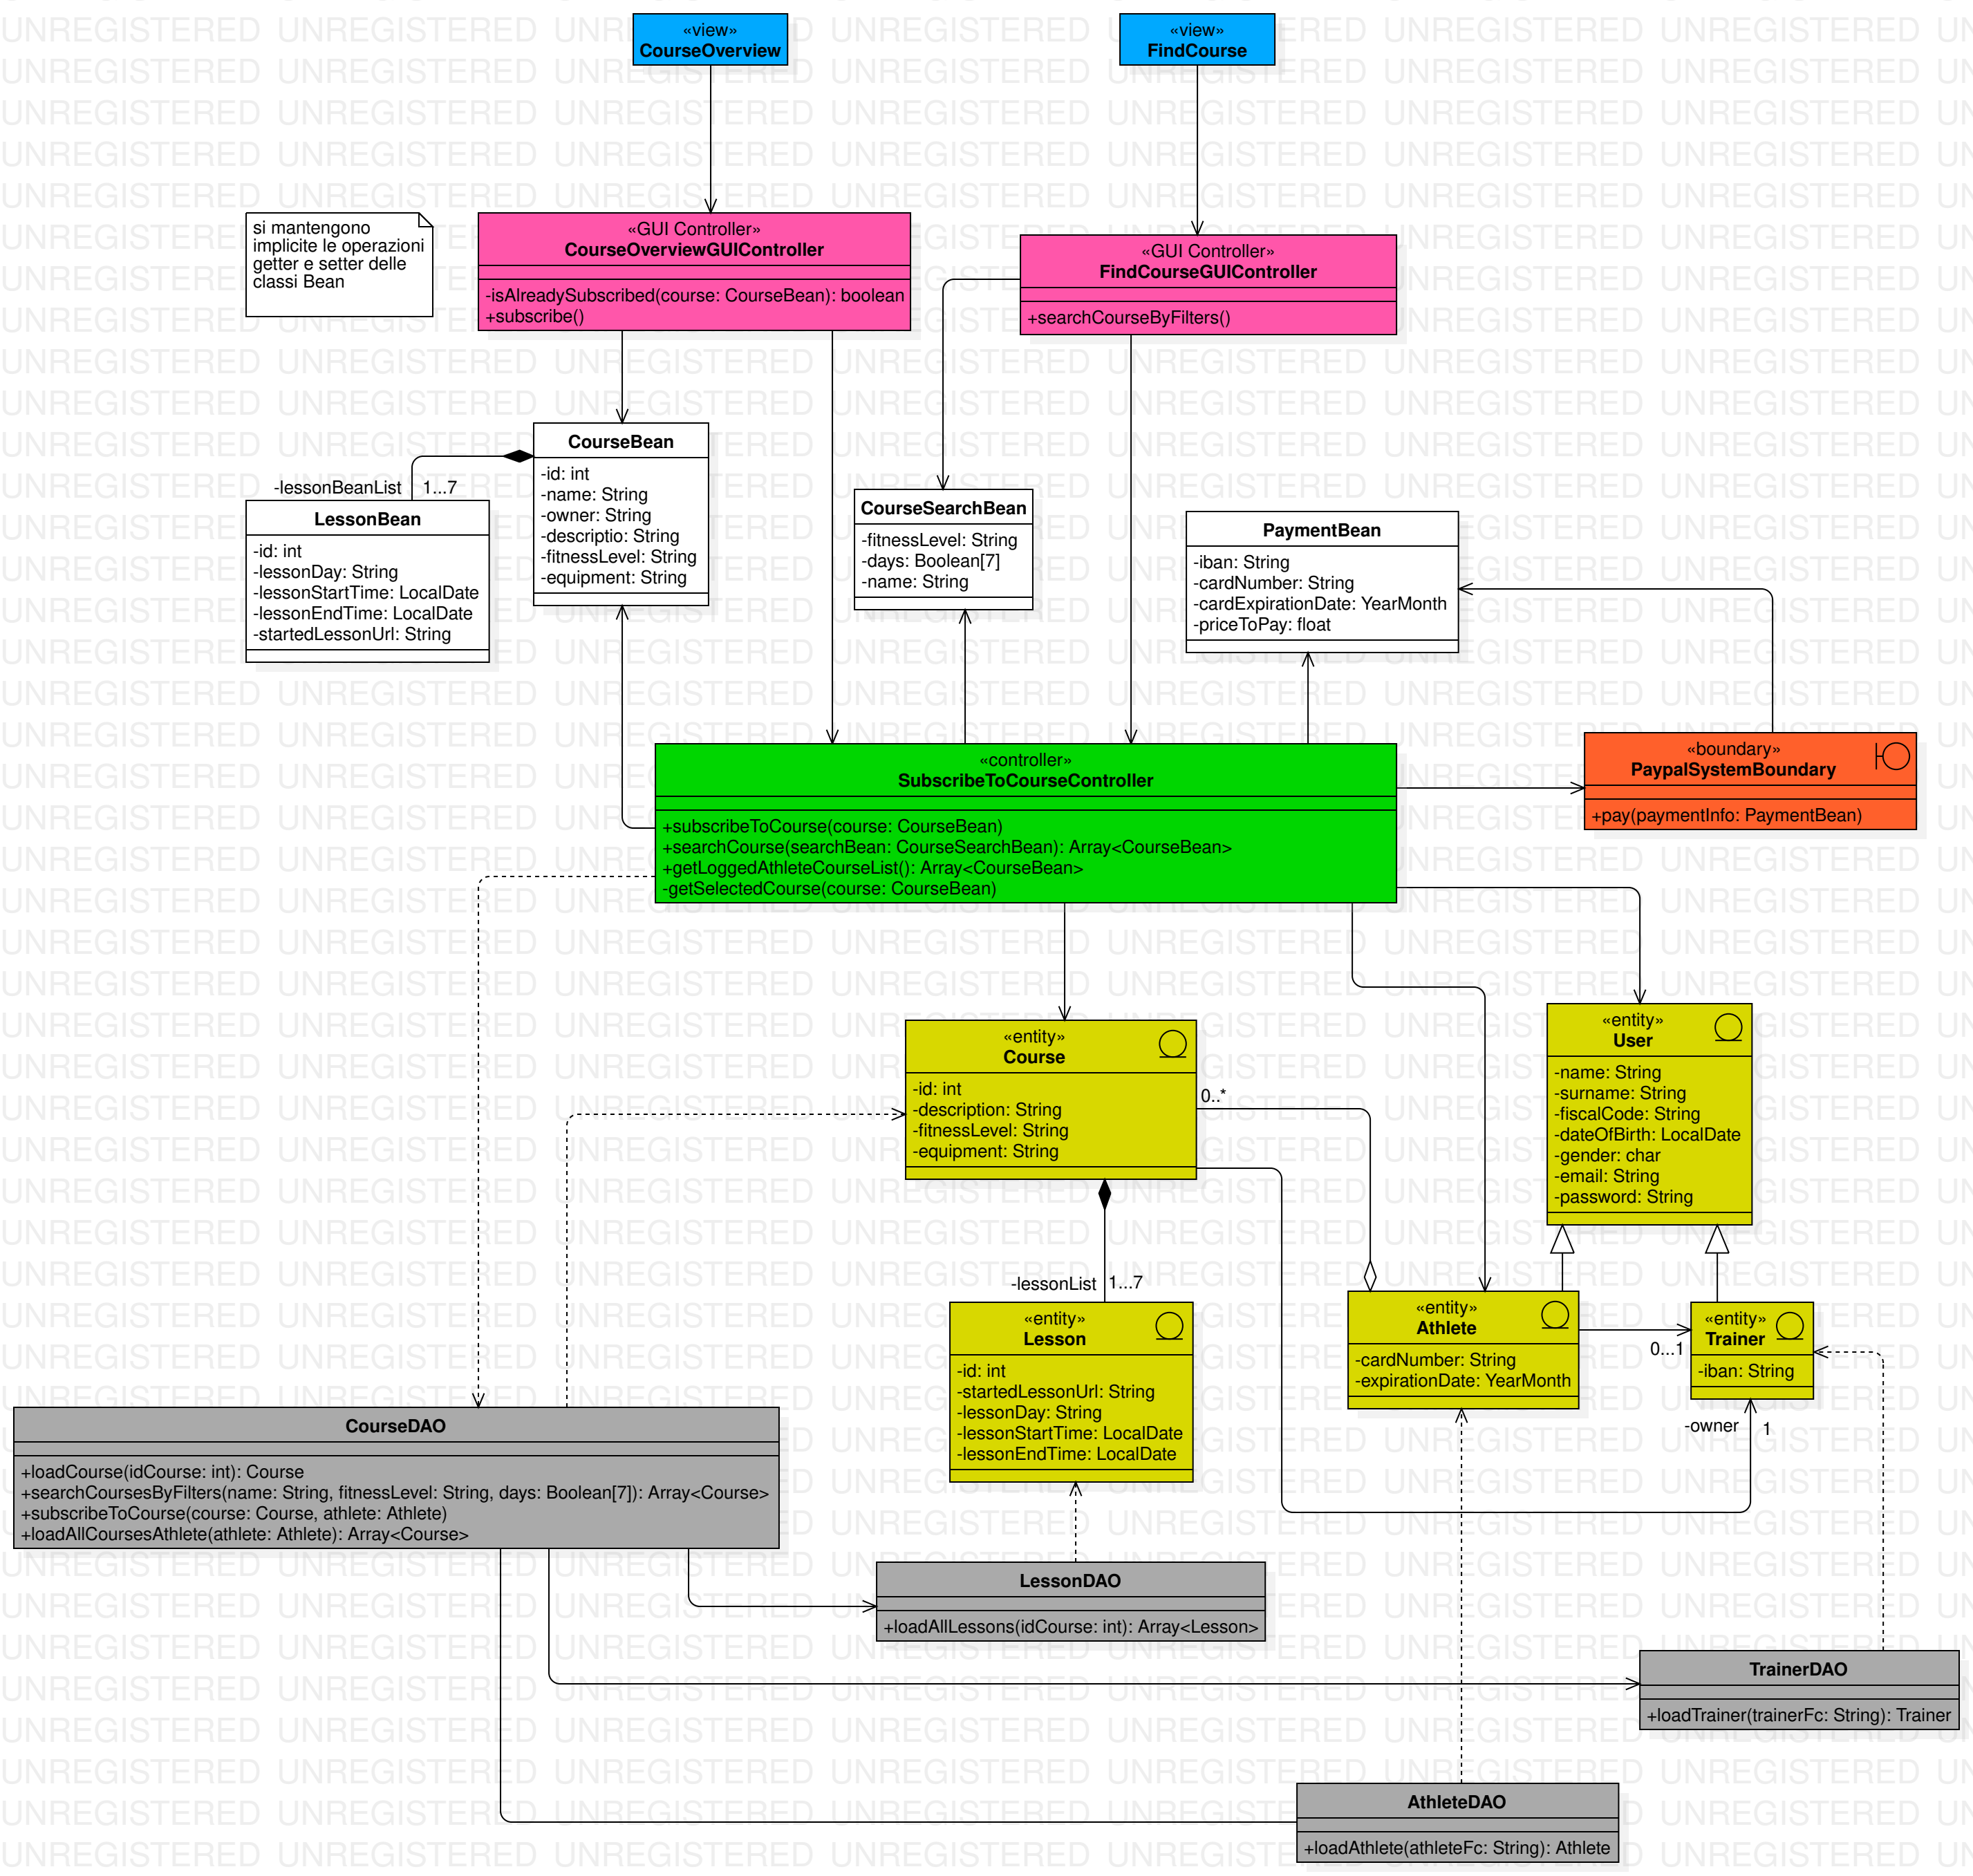 «view»
CourseOverview
«view»
FindCourse
si mantengono
implicite le operazioni
getter e setter delle
classi Bean
«GUI Controller»
CourseOverviewGUIController
-isAlreadySubscribed(course: CourseBean): boolean
+subscribe()
«GUI Controller»
FindCourseGUIController
+searchCourseByFilters()
CourseBean
-id: int
-name: String
-owner: String
-descriptio: String
-fitnessLevel: String
-equipment: String
-lessonBeanList
1...7
LessonBean
-id: int
-lessonDay: String
-lessonStartTime: LocalDate
-lessonEndTime: LocalDate
-startedLessonUrl: String
CourseSearchBean
-fitnessLevel: String
-days: Boolean[7]
-name: String
PaymentBean
-iban: String
-cardNumber: String
-cardExpirationDate: YearMonth
-priceToPay: float
«controller»
SubscribeToCourseController
+subscribeToCourse(course: CourseBean)
+searchCourse(searchBean: CourseSearchBean): Array<CourseBean>
+getLoggedAthleteCourseList(): Array<CourseBean>
-getSelectedCourse(course: CourseBean)
«boundary»
PaypalSystemBoundary
+pay(paymentInfo: PaymentBean)
«entity»
Course
-id: int
-description: String
-fitnessLevel: String
-equipment: String
0..*
«entity»
User
-name: String
-surname: String
-fiscalCode: String
-dateOfBirth: LocalDate
-gender: char
-email: String
-password: String
-lessonList
1...7
«entity»
Lesson
-id: int
-startedLessonUrl: String
-lessonDay: String
-lessonStartTime: LocalDate
-lessonEndTime: LocalDate
«entity»
Athlete
-cardNumber: String
-expirationDate: YearMonth
0...1
«entity»
Trainer
-iban: String
-owner
1
CourseDAO
+loadCourse(idCourse: int): Course
+searchCoursesByFilters(name: String, fitnessLevel: String, days: Boolean[7]): Array<Course>
+subscribeToCourse(course: Course, athlete: Athlete)
+loadAllCoursesAthlete(athlete: Athlete): Array<Course>
LessonDAO
+loadAllLessons(idCourse: int): Array<Lesson>
TrainerDAO
+loadTrainer(trainerFc: String): Trainer
AthleteDAO
+loadAthlete(athleteFc: String): Athlete
UNREGISTERED